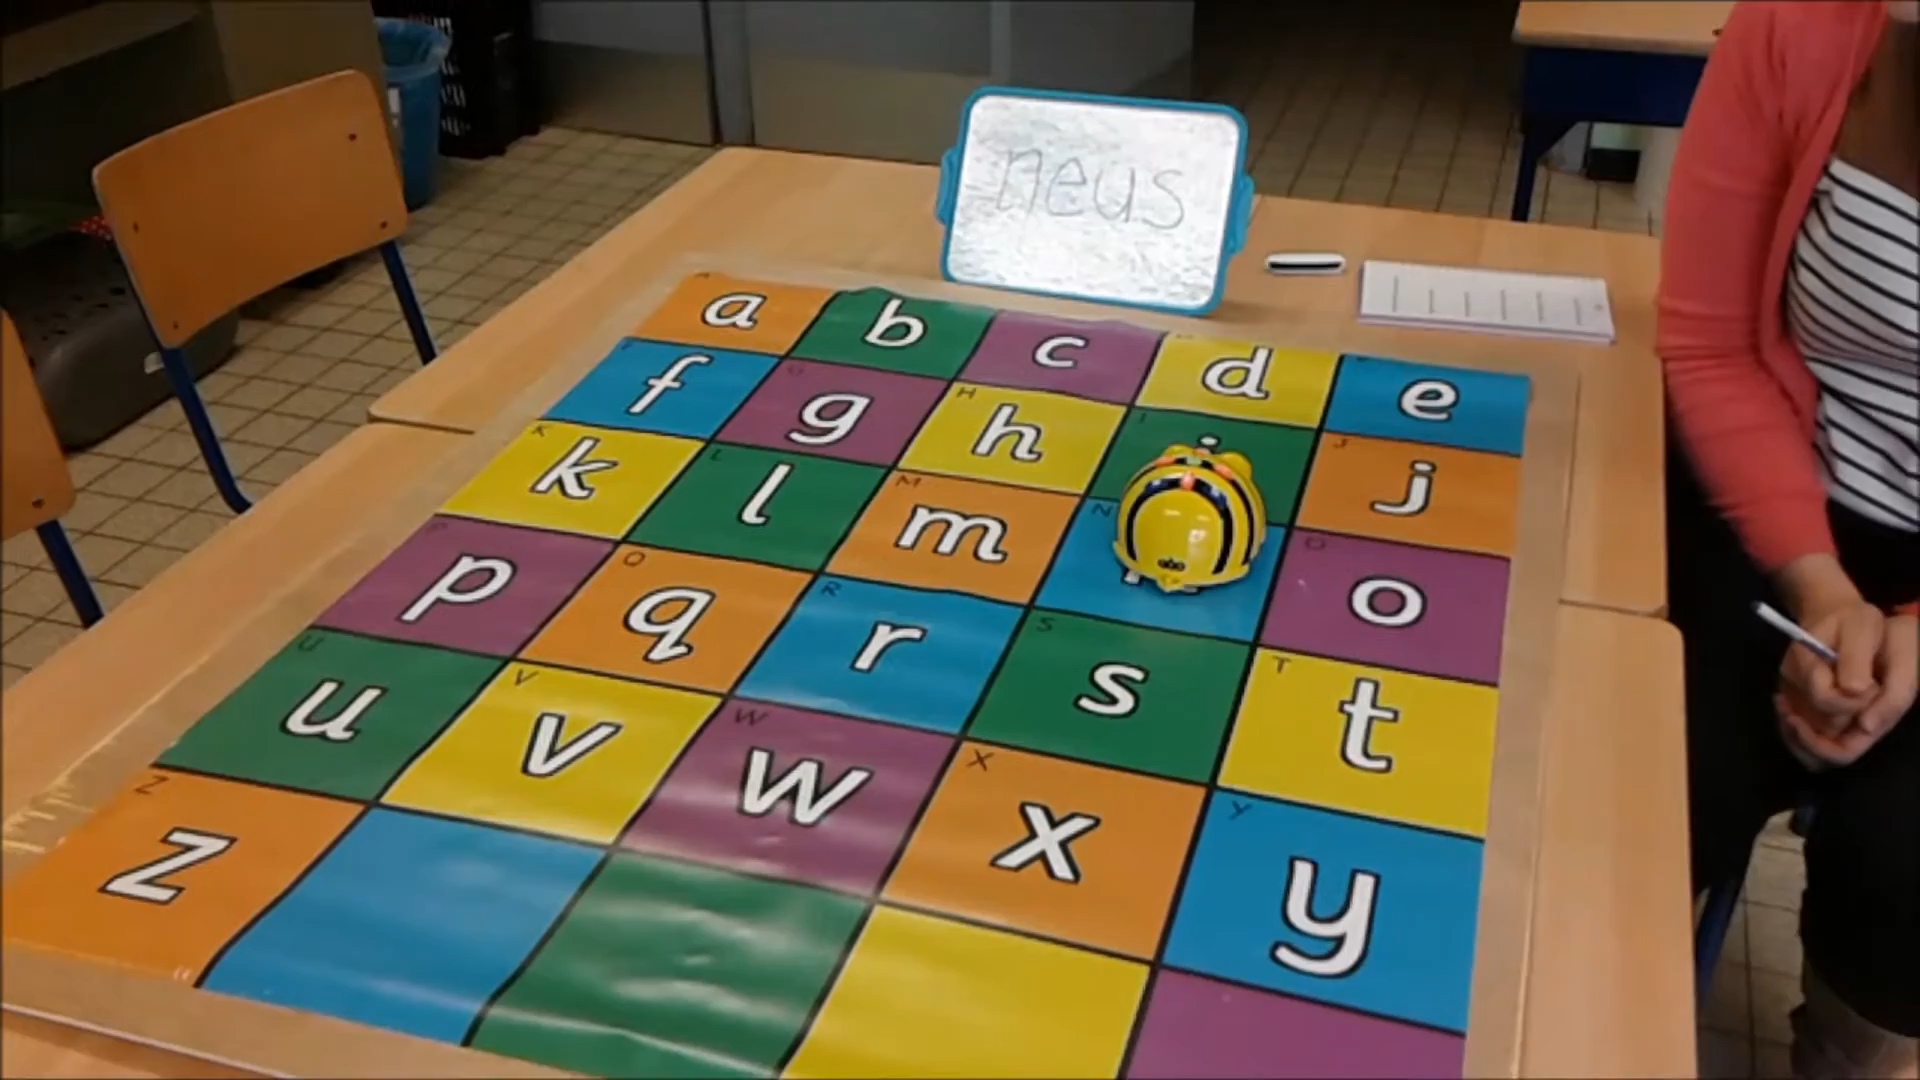 neus
A a b c D d E e
F f G g H h I i J j
K k L l M m N O o
P p Q q R r S s T t
U u V v W w X x Y y
Z z